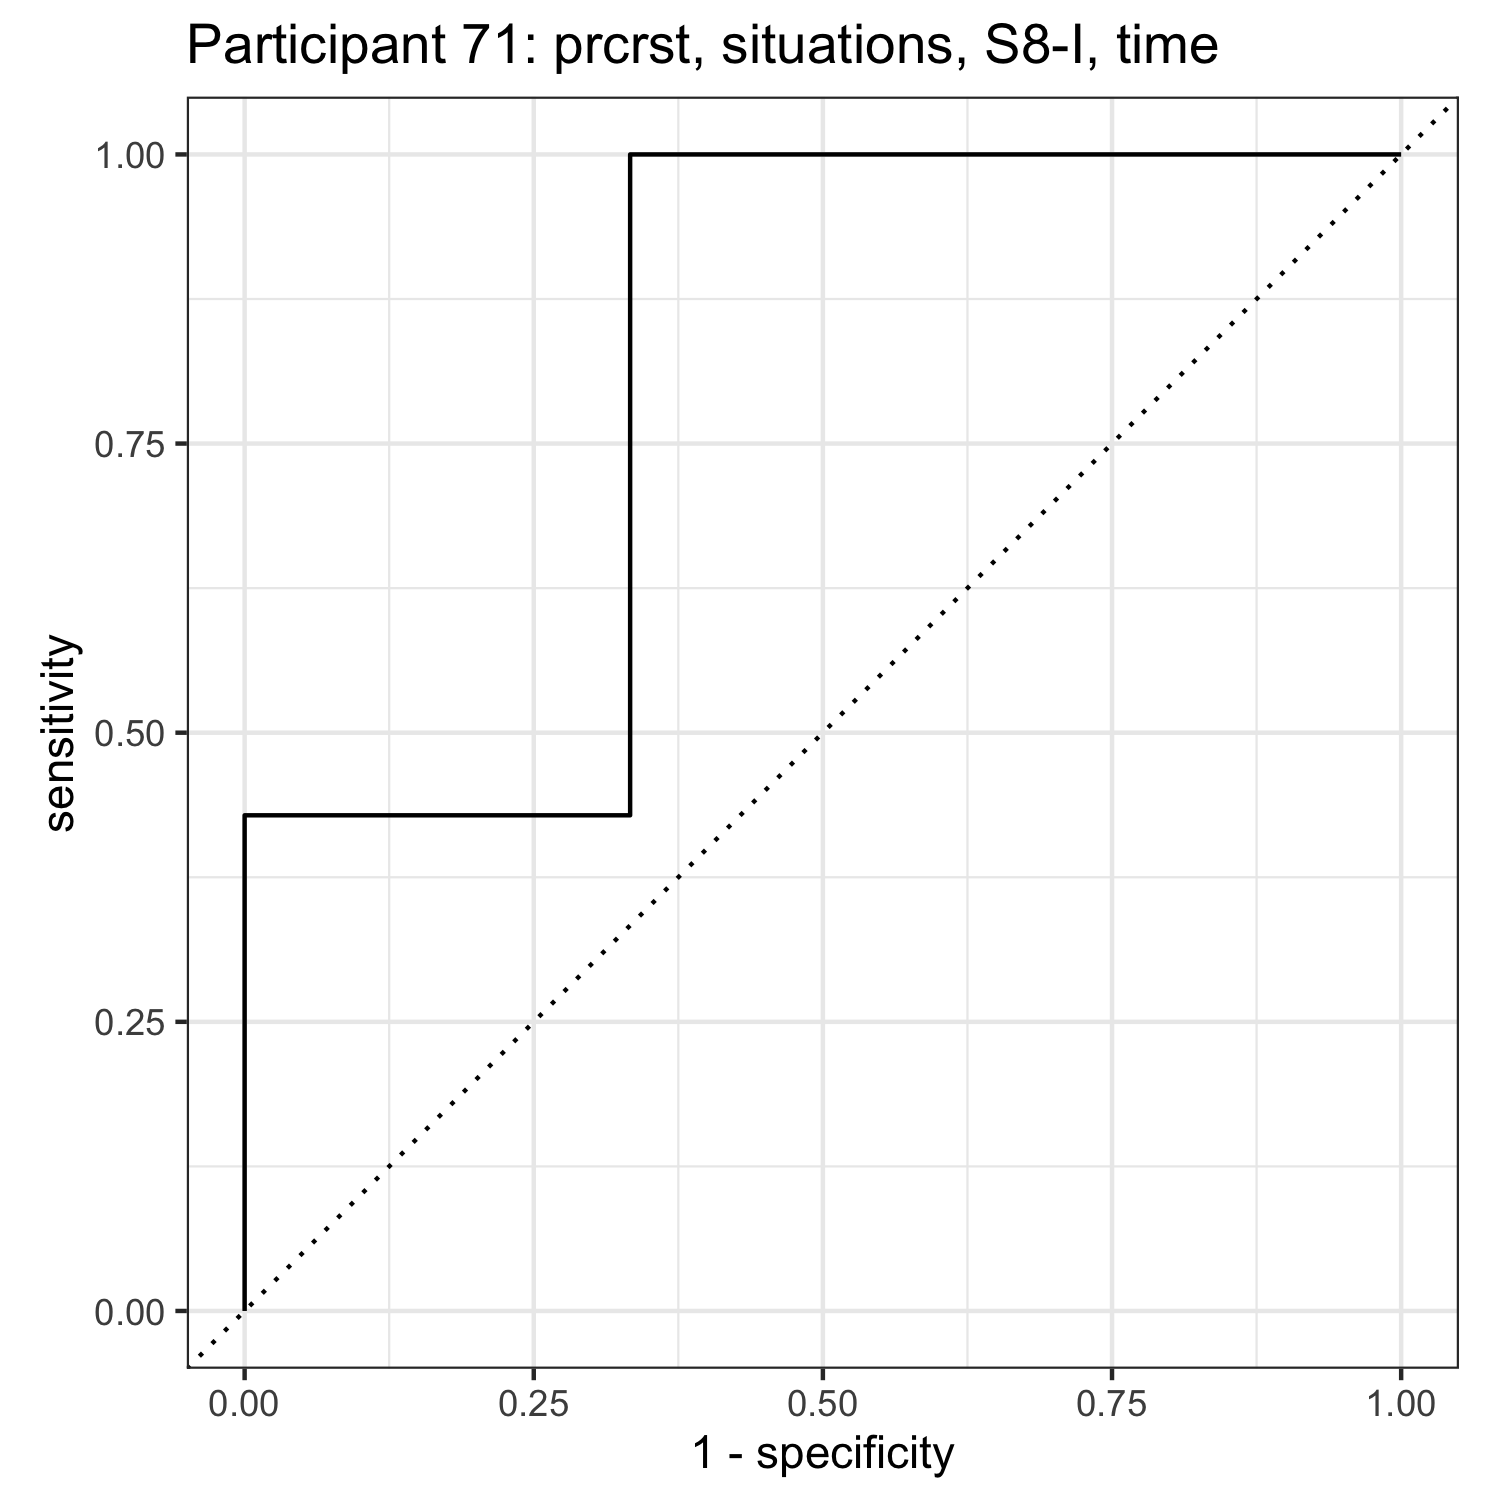 Participant 71: prcrst, situations, S8-I, time
1.00
0.75
0.50
0.25
0.00
sensitivity
0.00 0.25 0.50 0.75 1.00
1 - specificity